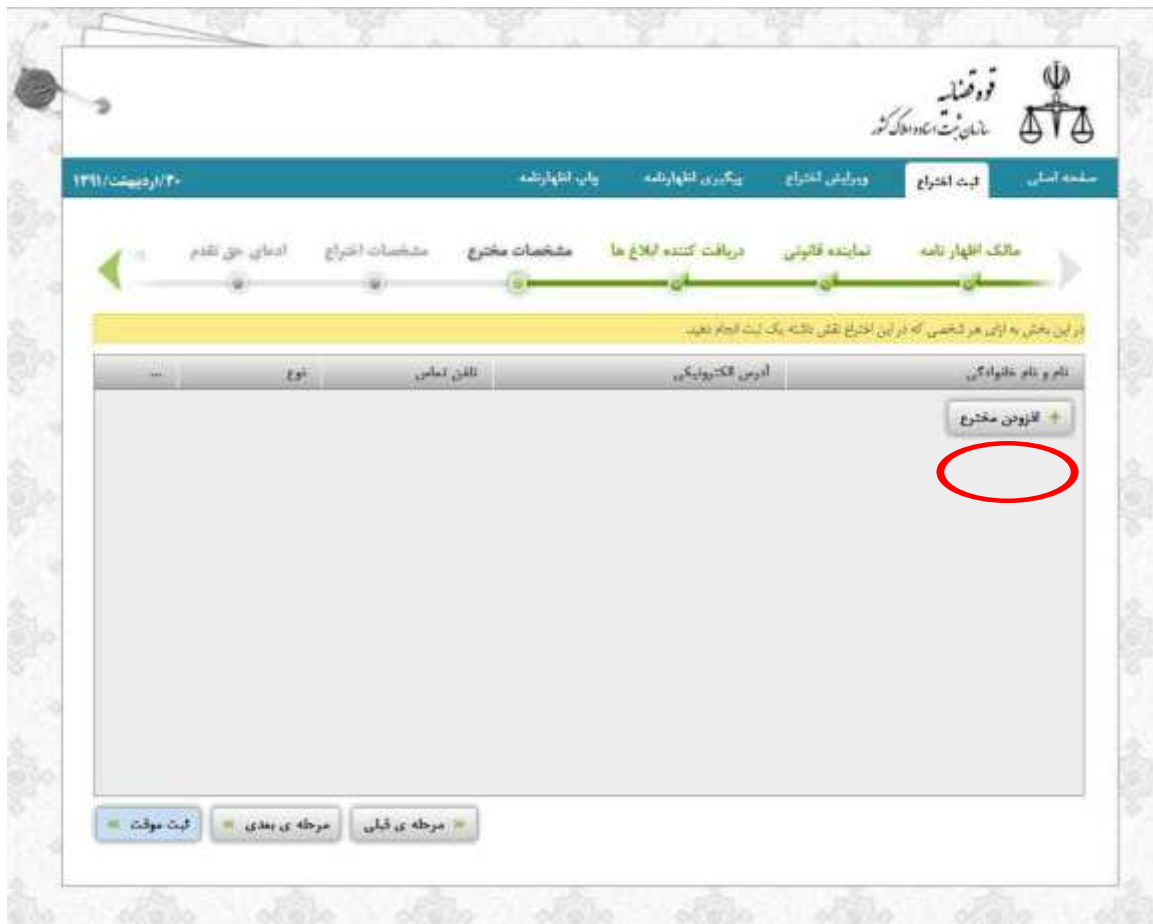 قوه قضائیه
سازمان ثبت اسناد و املاک کشور
صفحه اصلی ثبت اختراع ویرایش اختراع پیگیری اظهارنامه چاپ اظهارنامه ۳۰/اردیبهشت/۱۳۹۱
مالک اظهار نامه نماینده قانونی دریافت کننده ابلاغ ها مشخصات مخترع مشخصات اختراع ادعای حق تقدم
در این بخش به ازای هر شخصی که در این اختراع نقش داشته یک ثبت انجام دهید.
نام و نام خانوادگی آدرس الکترونیکی تلفن تماس نوع ...
+ افزودن مخترع
مرحله ی قبلی مرحله ی بعدی ثبت موقت